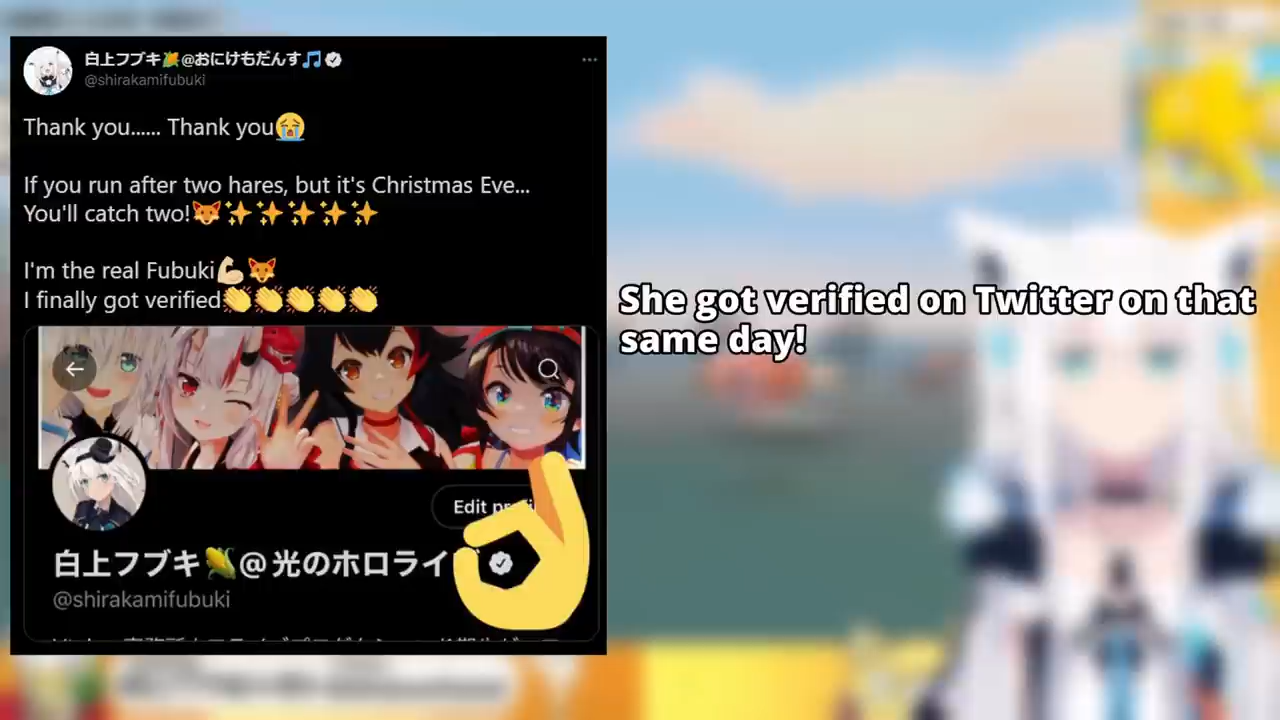 白上フブキ🌽@おにけもだんす🎵
@shirakamifubuki
Thank you...... Thank you😭
If you run after two hares, but it's Christmas Eve...
You'll catch two!🦊✨✨✨✨✨
I'm the real Fubuki💪🏻🦊
I finally got verified👏👏👏👏👏
Edit
白上フブキ🌽@光のホロライ
@shirakamifubuki
She got verified on Twitter on that
same day!